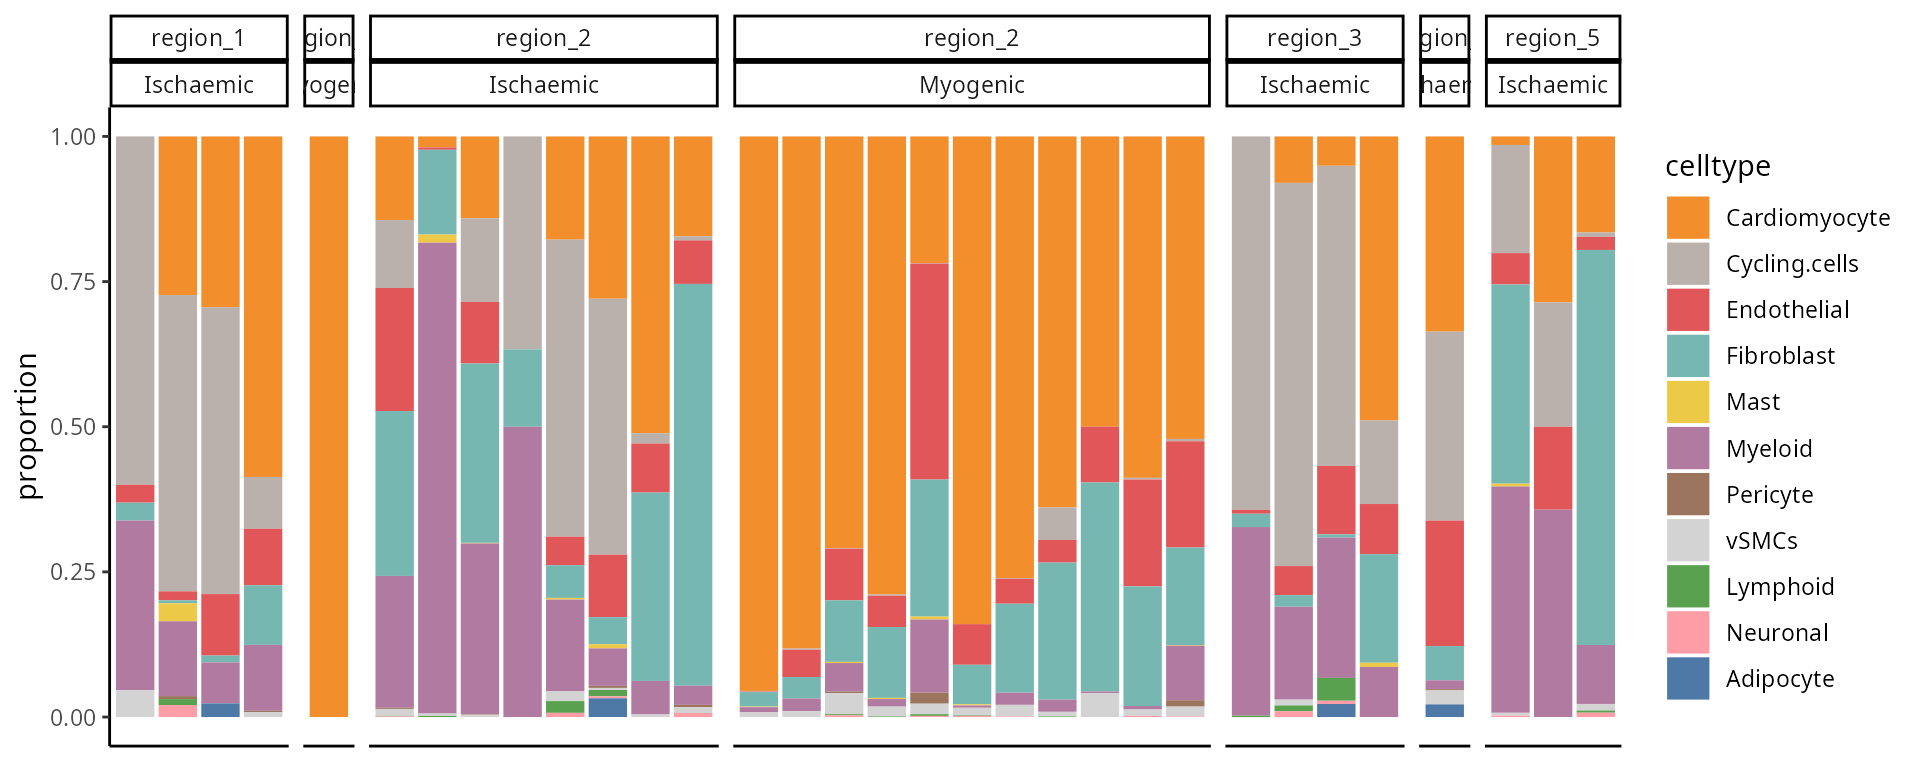 region_1
region_2
region_2
region_3
region_5
Ischaemic
Ischaemic
Myogenic
Ischaemic
Ischaemic
proportion
1.00
0.75
0.50
0.25
0.00
celltype
Cardiomyocyte
Cycling.cells
Endothelial
Fibroblast
Mast
Myeloid
Pericyte
vSMCs
Lymphoid
Neuronal
Adipocyte